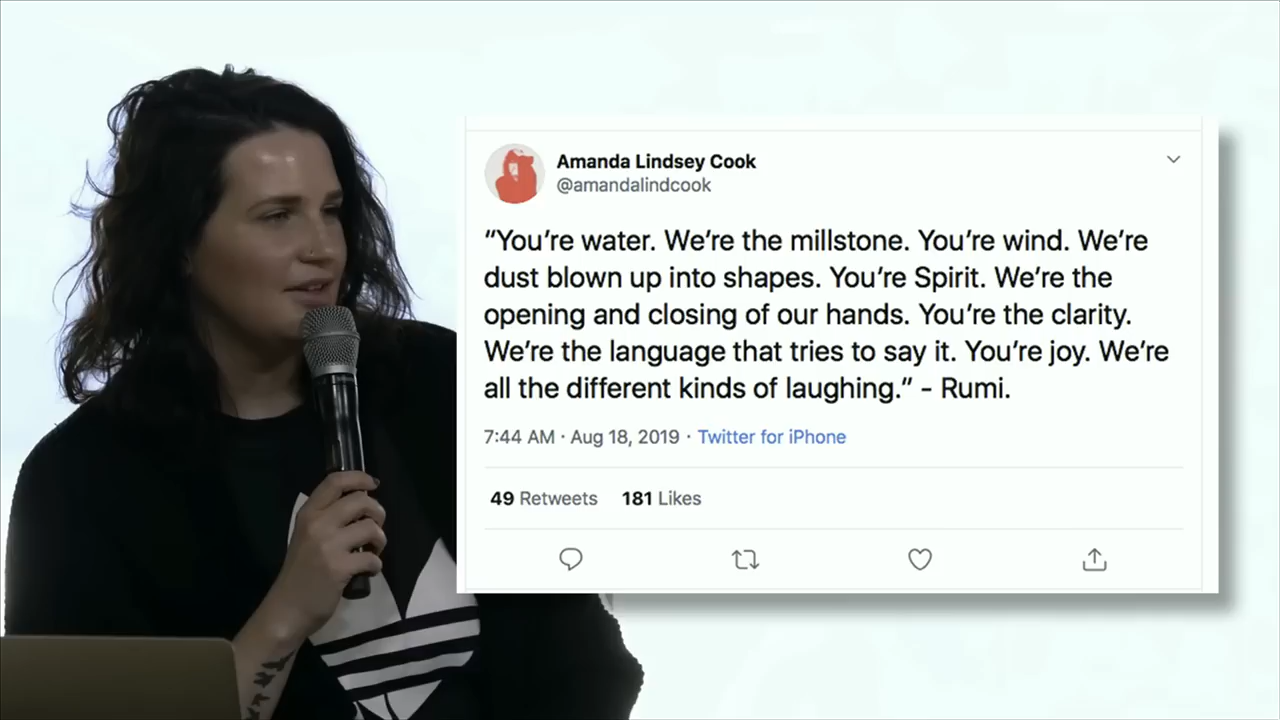 Amanda Lindsey Cook
@amandalindcook
“You’re water. We’re the millstone. You’re wind. We’re
dust blown up into shapes. You’re Spirit. We’re the
opening and closing of our hands. You’re the clarity.
We’re the language that tries to say it. You’re joy. We’re
all the different kinds of laughing.” - Rumi.
7:44 AM · Aug 18, 2019 · Twitter for iPhone
49 Retweets 181 Likes